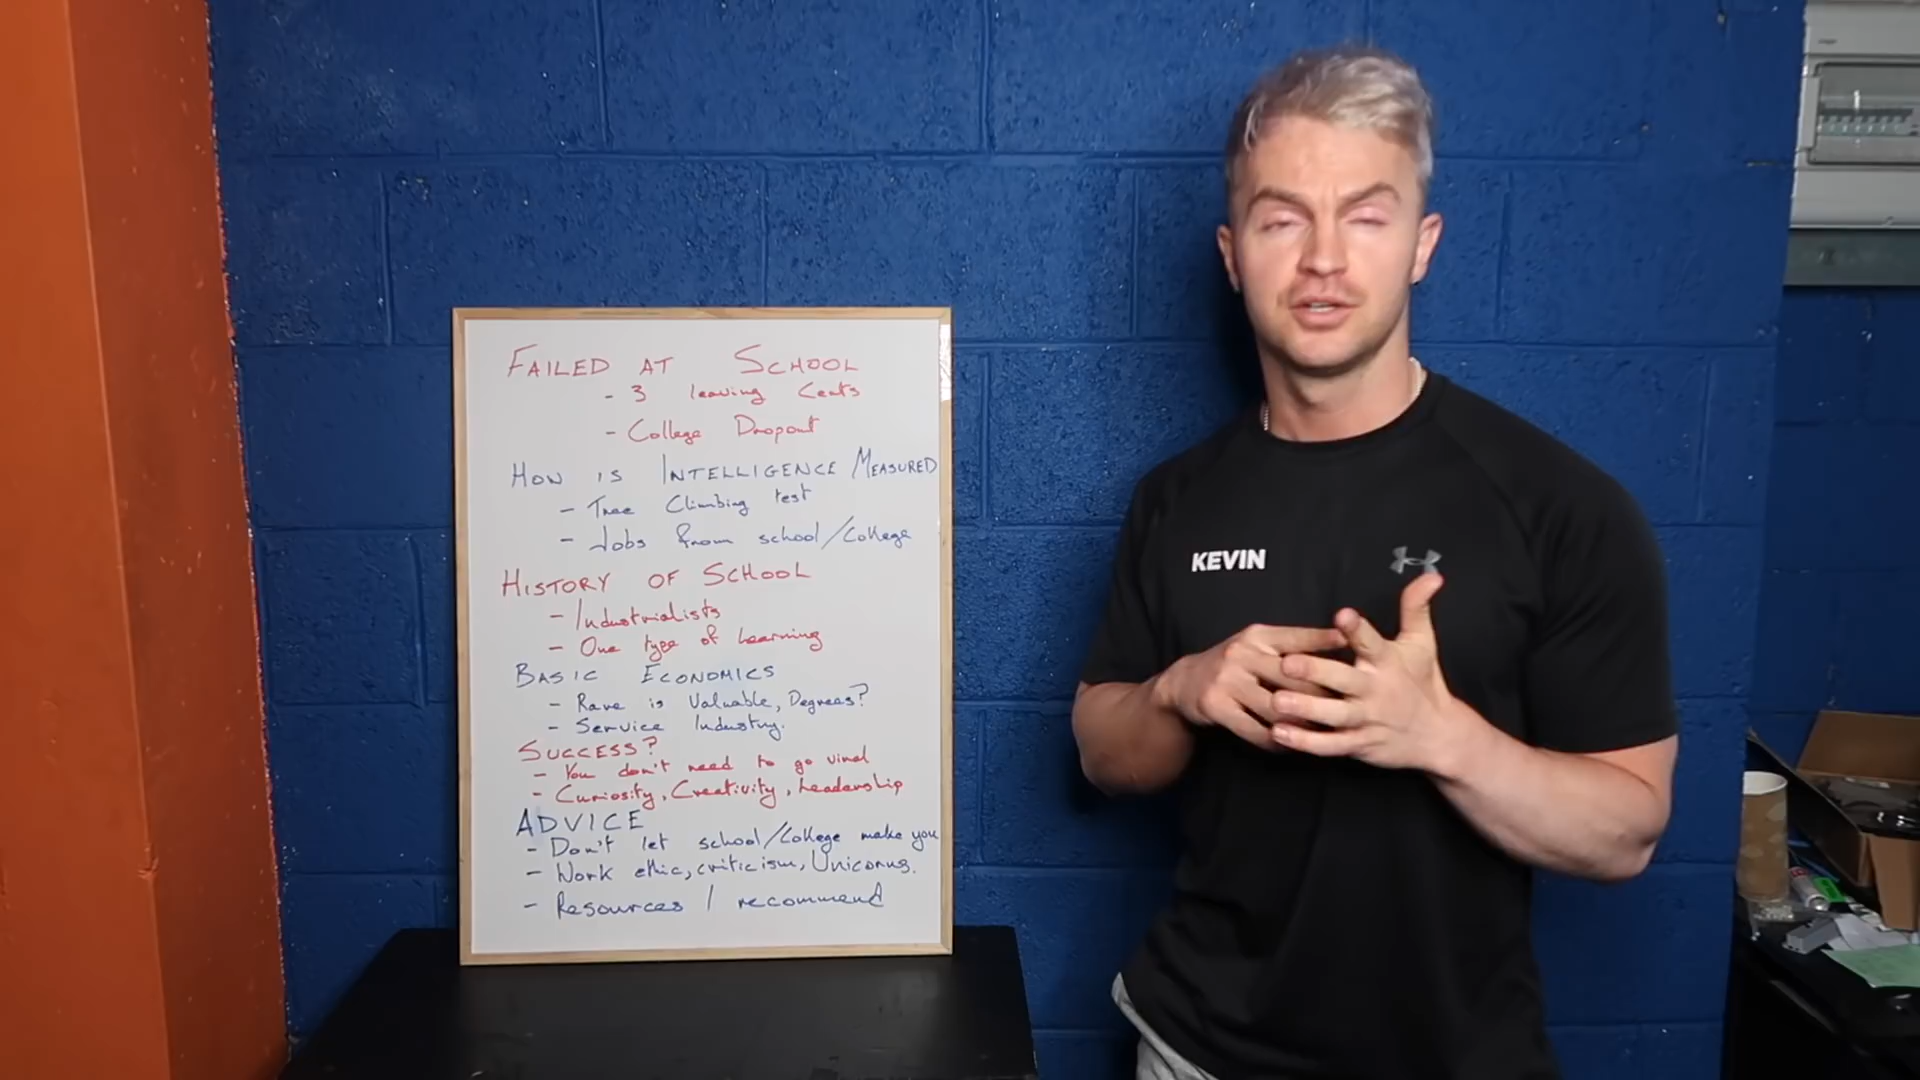 FAILED AT SCHOOL
- 3 leaving Certs
- College Dropout
HOW IS INTELLIGENCE MEASURED
- Tree Climbing test
- Jobs from school/College
HISTORY OF SCHOOL
- Industrialists
- One type of Learning
BASIC ECONOMICS
- Rare is Valuable, Degrees?
- Service Industry.
SUCCESS?
- You don't need to go viral
- Curiosity, Creativity, Leadership
ADVICE
- Don't let school/College make you
- Work ethic, criticism, Unicorns.
- Resources / recommend
KEVIN